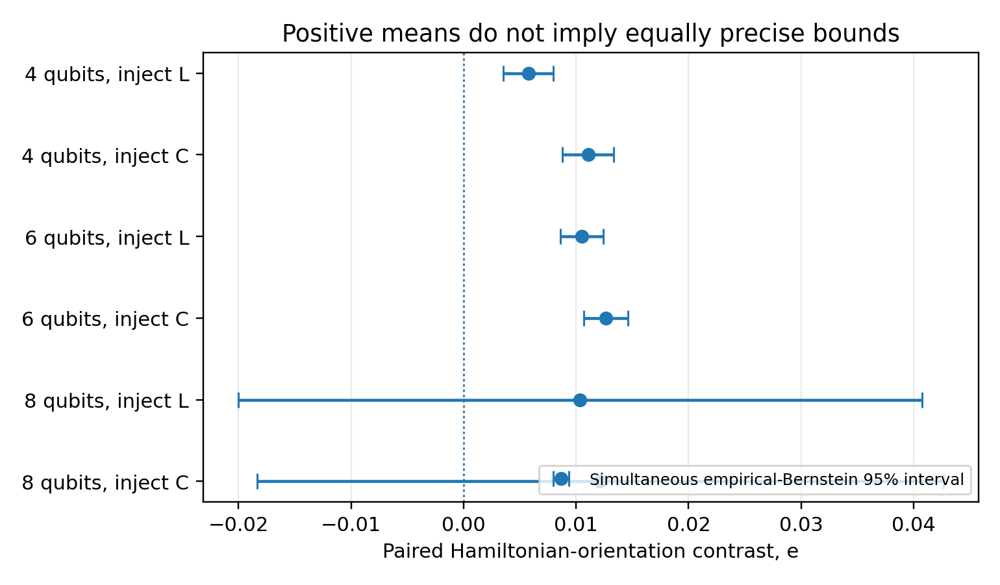 Positive means do not imply equally precise bounds
4 qubits, inject L
4 qubits, inject C
6 qubits, inject L
6 qubits, inject C
8 qubits, inject L
8 qubits, inject C
Simultaneous empirical-Bernstein 95% interval
−0.02 −0.01 0.00 0.01 0.02 0.03 0.04
Paired Hamiltonian-orientation contrast, e